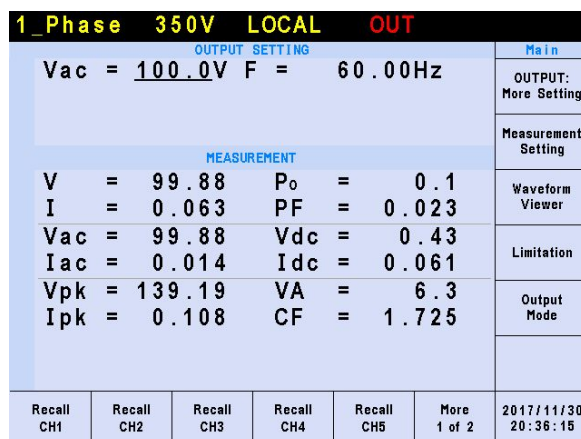 1_Phase 350V LOCAL OUT
OUTPUT SETTING
Vac = 100.0V F = 60.00Hz
MEASUREMENT
V = 99.88 Po = 0.1
I = 0.063 PF = 0.023
Vac = 99.88 Vdc = 0.43
Iac = 0.014 Idc = 0.061
Vpk = 139.19 VA = 6.3
Ipk = 0.108 CF = 1.725
Main
OUTPUT:
More Setting
Measurement
Setting
Waveform
Viewer
Limitation
Output
Mode
Recall
CH1
Recall
CH2
Recall
CH3
Recall
CH4
Recall
CH5
More
1 of 2
2017/11/30
20:36:15